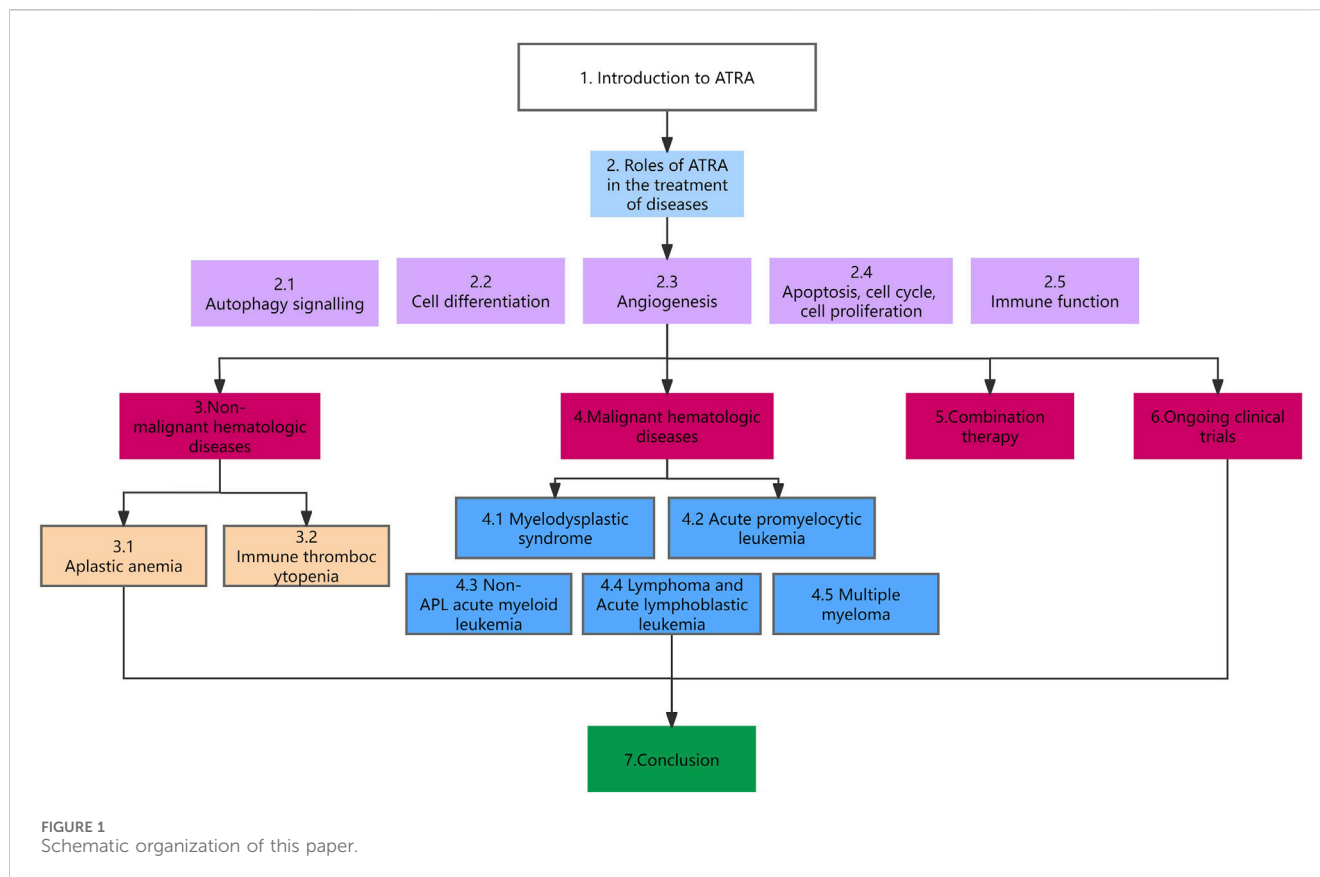 1. Introduction to ATRA
2. Roles of ATRA
in the treatment
of diseases
2.1
Autophagy signalling
2.2
Cell differentiation
2.3
Angiogenesis
2.4
Apoptosis, cell cycle,
cell proliferation
2.5
Immune function
3.Non-
malignant hematologic
diseases
4.Malignant hematologic
diseases
5.Combination
therapy
6.Ongoing clinical
trials
3.1
Aplastic anemia
3.2
Immune thromboc
ytopenia
4.1 Myelodysplastic
syndrome
4.2 Acute promyelocytic
leukemia
4.3 Non-
APL acute myeloid
leukemia
4.4 Lymphoma and
Acute lymphoblastic
leukemia
4.5 Multiple
myeloma
7.Conclusion
FIGURE 1
Schematic organization of this paper.